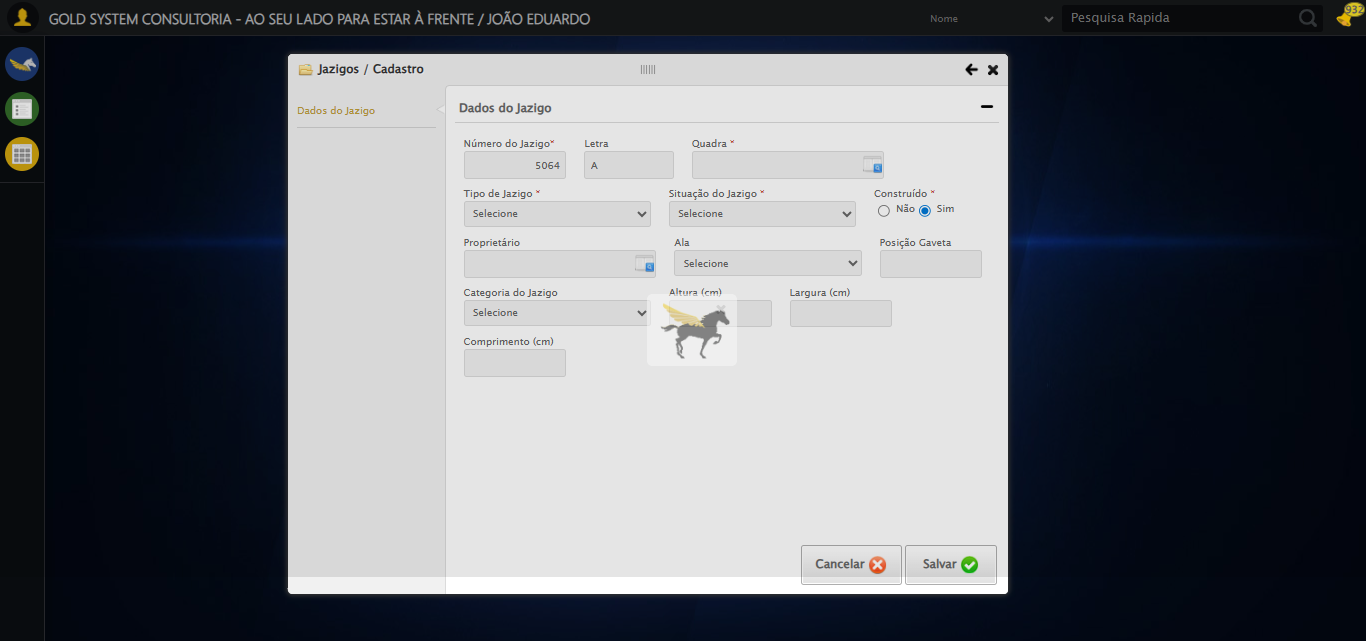 GOLD SYSTEM CONSULTORIA - AO SEU LADO PARA ESTAR À FRENTE / JOÃO EDUARDO
Nome
Pesquisa Rapida
932
Jazigos / Cadastro
Dados do Jazigo
Dados do Jazigo
Número do Jazigo* Letra Quadra *
5064 A
Tipo de Jazigo * Situação do Jazigo * Construído *
Selecione Selecione Não Sim
Proprietário Ala Posição Gaveta
Selecione
Categoria do Jazigo Altura (cm) Largura (cm)
Selecione
Comprimento (cm)
Cancelar Salvar